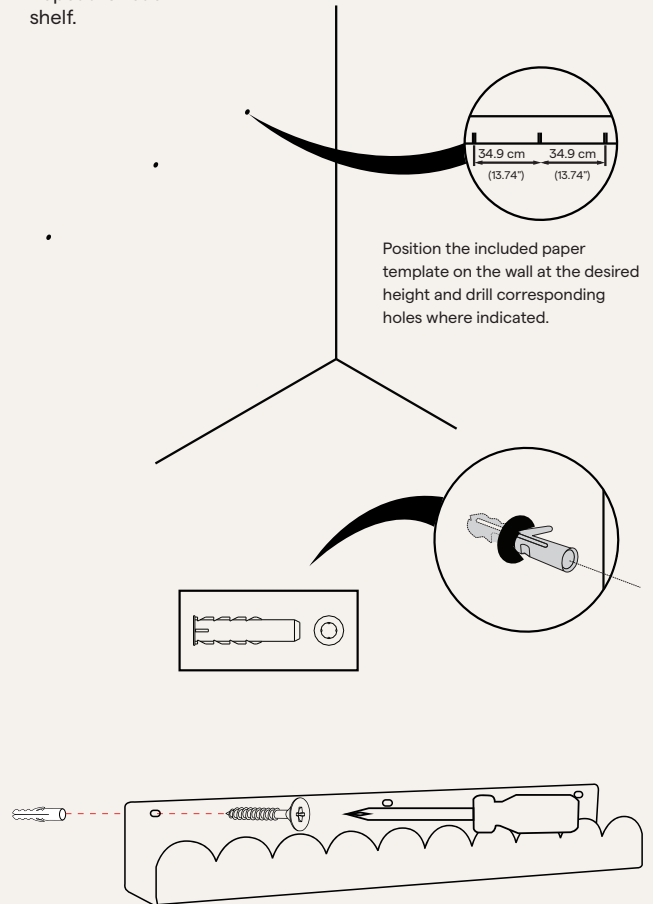 shelf.
34.9 cm 34.9 cm
(13.74") (13.74")
Position the included paper
template on the wall at the desired
height and drill corresponding
holes where indicated.